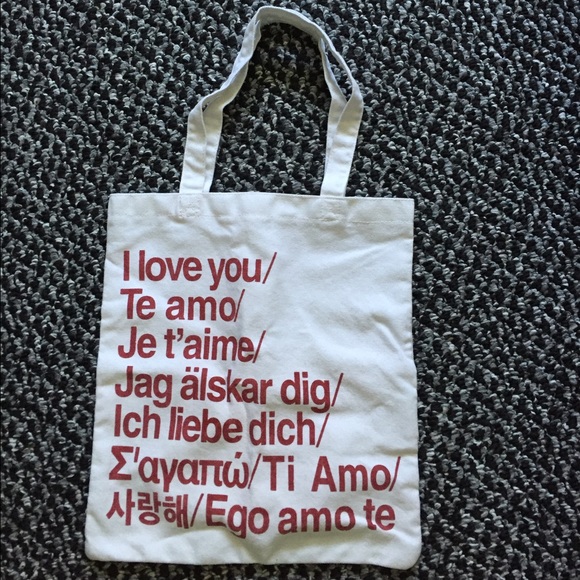 I love you/
Te amo/
Je t'aime/
Jag älskar dig/
Ich liebe dich/
Σ'αγαπώ/Ti Amo/
사랑해/Ego amo te